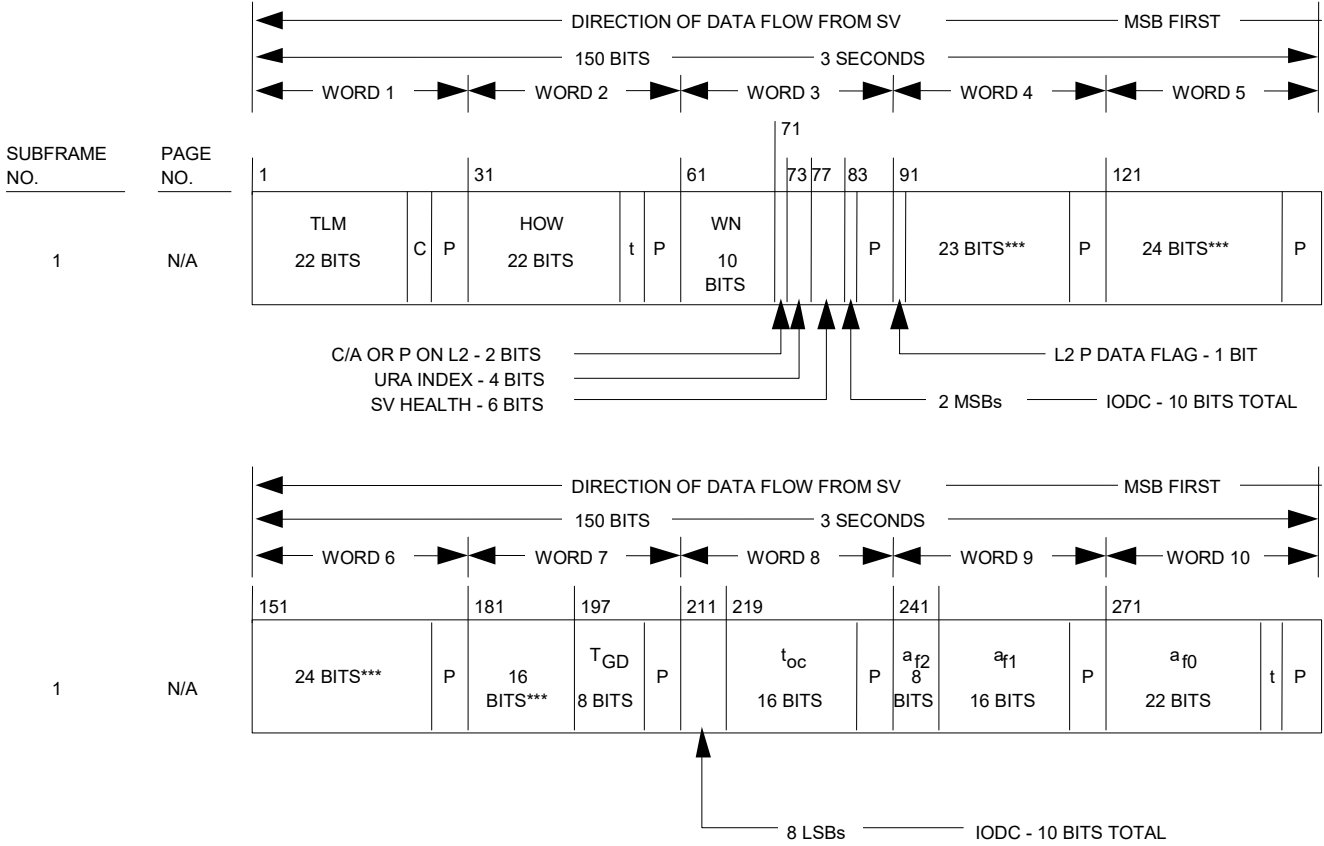 DIRECTION OF DATA FLOW FROM SV MSB FIRST
150 BITS 3 SECONDS
WORD 1 WORD 2 WORD 3 WORD 4 WORD 5
SUBFRAME NO.
PAGE NO.
71
1 31 61 73 77 83 91 121
1 N/A
TLM
22 BITS
C
P
HOW
22 BITS
t
P
WN
10
BITS
P
23 BITS***
P
24 BITS***
P
C/A OR P ON L2 - 2 BITS
URA INDEX - 4 BITS
SV HEALTH - 6 BITS
L2 P DATA FLAG - 1 BIT
2 MSBs IODC - 10 BITS TOTAL
DIRECTION OF DATA FLOW FROM SV MSB FIRST
150 BITS 3 SECONDS
WORD 6 WORD 7 WORD 8 WORD 9 WORD 10
151 181 197 211 219 241 271
1 N/A
24 BITS***
P
16
BITS***
TGD
8 BITS
P
toc
16 BITS
P
af2
8
BITS
af1
16 BITS
P
af0
22 BITS
t
P
8 LSBs IODC - 10 BITS TOTAL